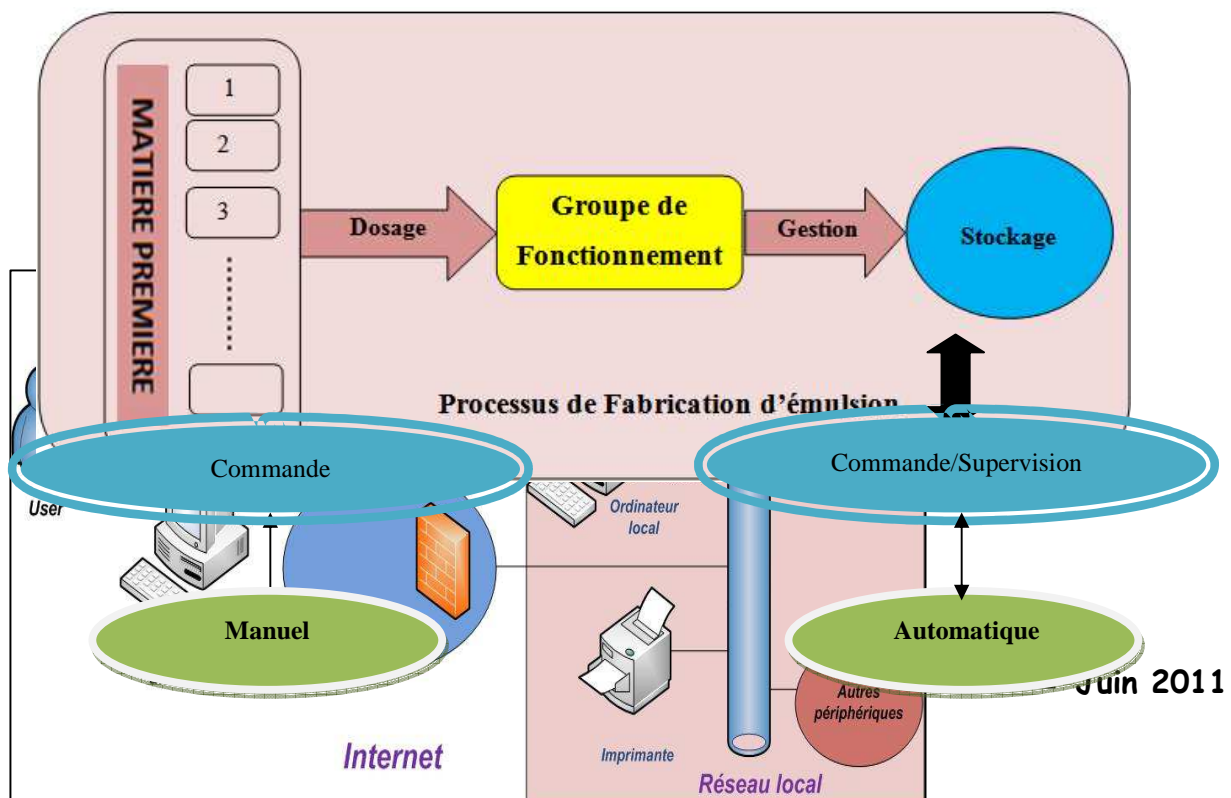 MATIERE PREMIERE
1
2
3
Dosage
Groupe de
Fonctionnement
Gestion
Stockage
Processus de Fabrication d'émulsion
Commande
Commande/Supervision
User
Ordinateur
local
Manuel
Automatique
Juin 2011
Autres
périphériques
Imprimante
Internet
Réseau local